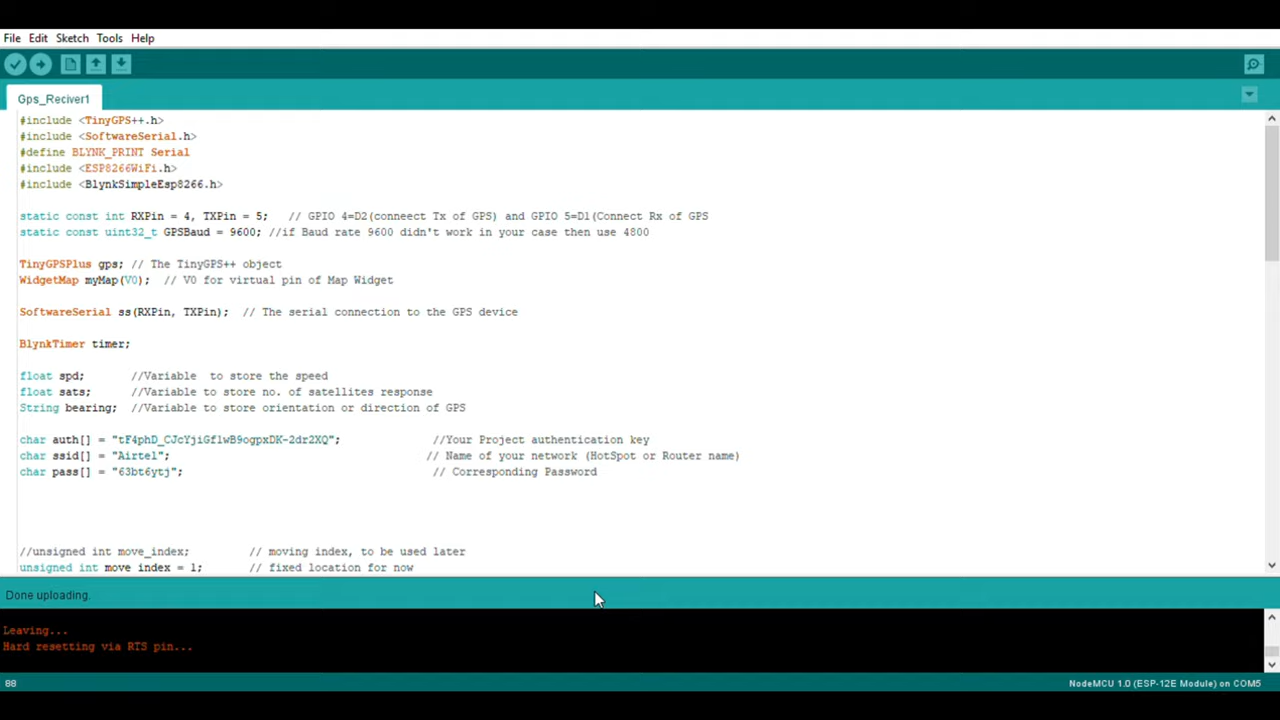 File Edit Sketch Tools Help
Gps_Reciver1
#include <TinyGPS++.h>
#include <SoftwareSerial.h>
#define BLYNK_PRINT Serial
#include <ESP8266WiFi.h>
#include <BlynkSimpleEsp8266.h>
static const int RXPin = 4, TXPin = 5;   // GPIO 4=D2(conneect Tx of GPS) and GPIO 5=D1(Connect Rx of GPS
static const uint32_t GPSBaud = 9600; //if Baud rate 9600 didn't work in your case then use 4800
TinyGPSPlus gps; // The TinyGPS++ object
WidgetMap myMap(V0);  // V0 for virtual pin of Map Widget
SoftwareSerial ss(RXPin, TXPin);  // The serial connection to the GPS device
BlynkTimer timer;
float spd;       //Variable  to store the speed
float sats;      //Variable to store no. of satellites response
String bearing;  //Variable to store orientation or direction of GPS
char auth[] = "tF4phD_CJcYjiGflwB9ogpxDK-2dr2XQ";              //Your Project authentication key
char ssid[] = "Airtel";                                       // Name of your network (HotSpot or Router name)
char pass[] = "63bt6ytj";                                      // Corresponding Password
//unsigned int move_index;         // moving index, to be used later
unsigned int move_index = 1;       // fixed location for now
Done uploading.
Leaving...
Hard resetting via RTS pin...
88
NodeMCU 1.0 (ESP-12E Module) on COM5